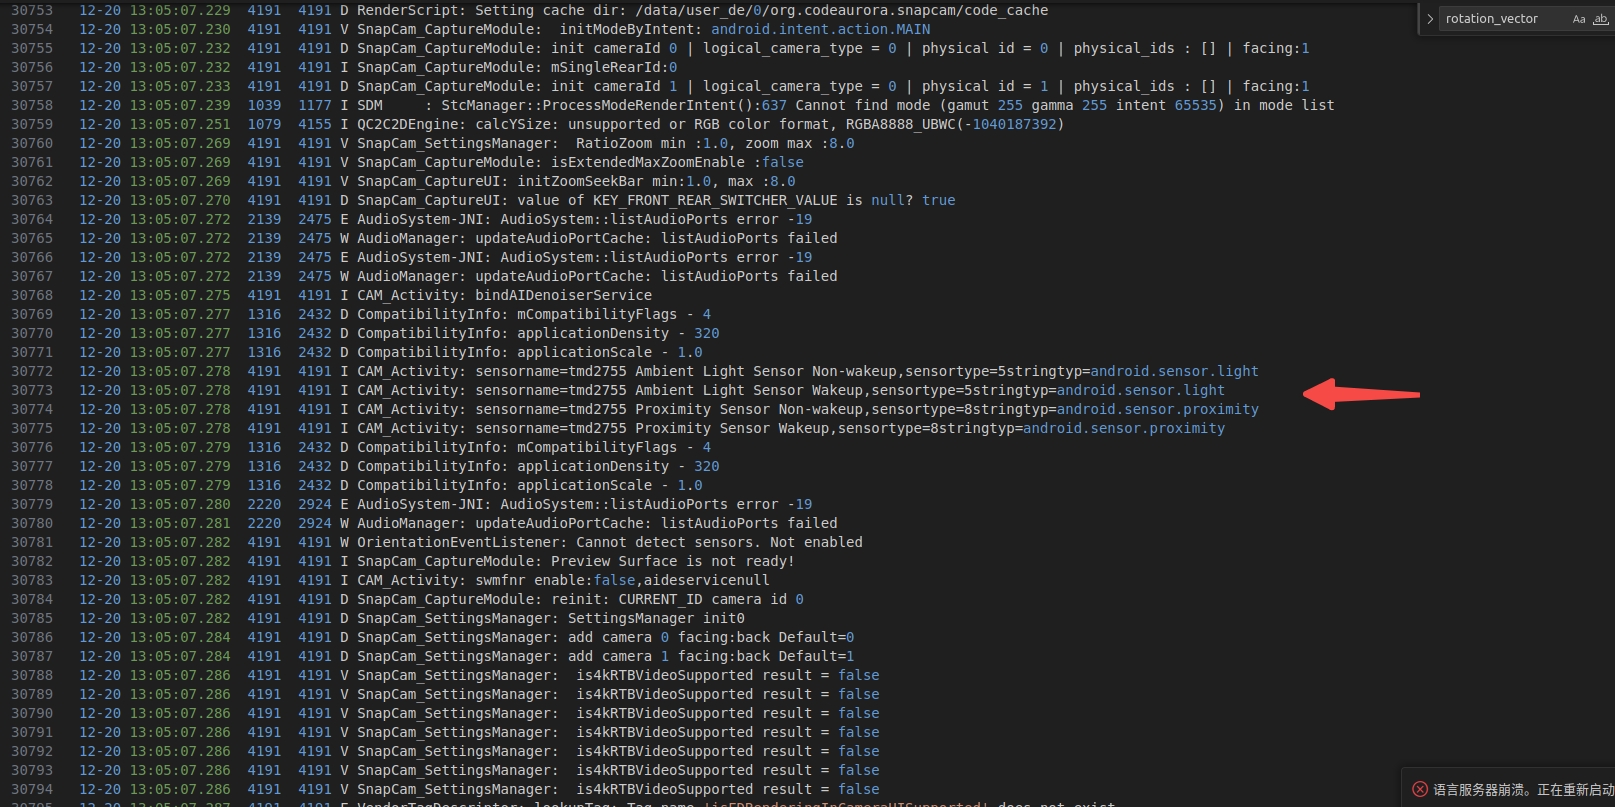 30753 12-20 13:05:07.229 4191 4191 D RenderScript: Setting cache dir: /data/user_de/0/org.codeaurora.snapcam/code_cache
30754 12-20 13:05:07.230 4191 4191 V SnapCam_CaptureModule:  initModeByIntent: android.intent.action.MAIN
30755 12-20 13:05:07.232 4191 4191 D SnapCam_CaptureModule: init cameraId 0 | logical_camera_type = 0 | physical id = 0 | physical_ids : [] | facing:1
30756 12-20 13:05:07.232 4191 4191 I SnapCam_CaptureModule: mSingleRearId:0
30757 12-20 13:05:07.233 4191 4191 D SnapCam_CaptureModule: init cameraId 1 | logical_camera_type = 0 | physical id = 1 | physical_ids : [] | facing:1
30758 12-20 13:05:07.239 1039 1177 I SDM     : StcManager::ProcessModeRenderIntent():637 Cannot find mode (gamut 255 gamma 255 intent 65535) in mode list
30759 12-20 13:05:07.251 1079 4155 I QC2C2DEngine: calcYSize: unsupported or RGB color format, RGBA8888_UBWC(-1040187392)
30760 12-20 13:05:07.269 4191 4191 V SnapCam_SettingsManager:  RatioZoom min :1.0, zoom max :8.0
30761 12-20 13:05:07.269 4191 4191 V SnapCam_CaptureModule: isExtendedMaxZoomEnable :false
30762 12-20 13:05:07.269 4191 4191 V SnapCam_CaptureUI: initZoomSeekBar min:1.0, max :8.0
30763 12-20 13:05:07.270 4191 4191 D SnapCam_CaptureUI: value of KEY_FRONT_REAR_SWITCHER_VALUE is null? true
30764 12-20 13:05:07.272 2139 2475 E AudioSystem-JNI: AudioSystem::listAudioPorts error -19
30765 12-20 13:05:07.272 2139 2475 W AudioManager: updateAudioPortCache: listAudioPorts failed
30766 12-20 13:05:07.272 2139 2475 E AudioSystem-JNI: AudioSystem::listAudioPorts error -19
30767 12-20 13:05:07.272 2139 2475 W AudioManager: updateAudioPortCache: listAudioPorts failed
30768 12-20 13:05:07.275 4191 4191 I CAM_Activity: bindAIDenoiserService
30769 12-20 13:05:07.277 1316 2432 D CompatibilityInfo: mCompatibilityFlags - 4
30770 12-20 13:05:07.277 1316 2432 D CompatibilityInfo: applicationDensity - 320
30771 12-20 13:05:07.277 1316 2432 D CompatibilityInfo: applicationScale - 1.0
30772 12-20 13:05:07.278 4191 4191 I CAM_Activity: sensorname=tmd2755 Ambient Light Sensor Non-wakeup,sensortype=5stringtyp=android.sensor.light
30773 12-20 13:05:07.278 4191 4191 I CAM_Activity: sensorname=tmd2755 Ambient Light Sensor Wakeup,sensortype=5stringtyp=android.sensor.light
30774 12-20 13:05:07.278 4191 4191 I CAM_Activity: sensorname=tmd2755 Proximity Sensor Non-wakeup,sensortype=8stringtyp=android.sensor.proximity
30775 12-20 13:05:07.278 4191 4191 I CAM_Activity: sensorname=tmd2755 Proximity Sensor Wakeup,sensortype=8stringtyp=android.sensor.proximity
30776 12-20 13:05:07.279 1316 2432 D CompatibilityInfo: mCompatibilityFlags - 4
30777 12-20 13:05:07.279 1316 2432 D CompatibilityInfo: applicationDensity - 320
30778 12-20 13:05:07.279 1316 2432 D CompatibilityInfo: applicationScale - 1.0
30779 12-20 13:05:07.280 2220 2924 E AudioSystem-JNI: AudioSystem::listAudioPorts error -19
30780 12-20 13:05:07.281 2220 2924 W AudioManager: updateAudioPortCache: listAudioPorts failed
30781 12-20 13:05:07.282 4191 4191 W OrientationEventListener: Cannot detect sensors. Not enabled
30782 12-20 13:05:07.282 4191 4191 I SnapCam_CaptureModule: Preview Surface is not ready!
30783 12-20 13:05:07.282 4191 4191 I CAM_Activity: swmfnr enable:false,aideservicenull
30784 12-20 13:05:07.282 4191 4191 D SnapCam_CaptureModule: reinit: CURRENT_ID camera id 0
30785 12-20 13:05:07.282 4191 4191 D SnapCam_SettingsManager: SettingsManager init0
30786 12-20 13:05:07.284 4191 4191 D SnapCam_SettingsManager: add camera 0 facing:back Default=0
30787 12-20 13:05:07.284 4191 4191 D SnapCam_SettingsManager: add camera 1 facing:back Default=1
30788 12-20 13:05:07.286 4191 4191 V SnapCam_SettingsManager:  is4kRTBVideoSupported result = false
30789 12-20 13:05:07.286 4191 4191 V SnapCam_SettingsManager:  is4kRTBVideoSupported result = false
30790 12-20 13:05:07.286 4191 4191 V SnapCam_SettingsManager:  is4kRTBVideoSupported result = false
30791 12-20 13:05:07.286 4191 4191 V SnapCam_SettingsManager:  is4kRTBVideoSupported result = false
30792 12-20 13:05:07.286 4191 4191 V SnapCam_SettingsManager:  is4kRTBVideoSupported result = false
30793 12-20 13:05:07.286 4191 4191 V SnapCam_SettingsManager:  is4kRTBVideoSupported result = false
30794 12-20 13:05:07.286 4191 4191 V SnapCam_SettingsManager:  is4kRTBVideoSupported result = false
30795 12-20 13:05:07.287 4191 4191 E VendorTagDescriptor: lookupTag: Tag name 'isFDRenderingInCameraUISupported' does not exist
rotation_vector Aa ab
语言服务器崩溃。正在重新启动